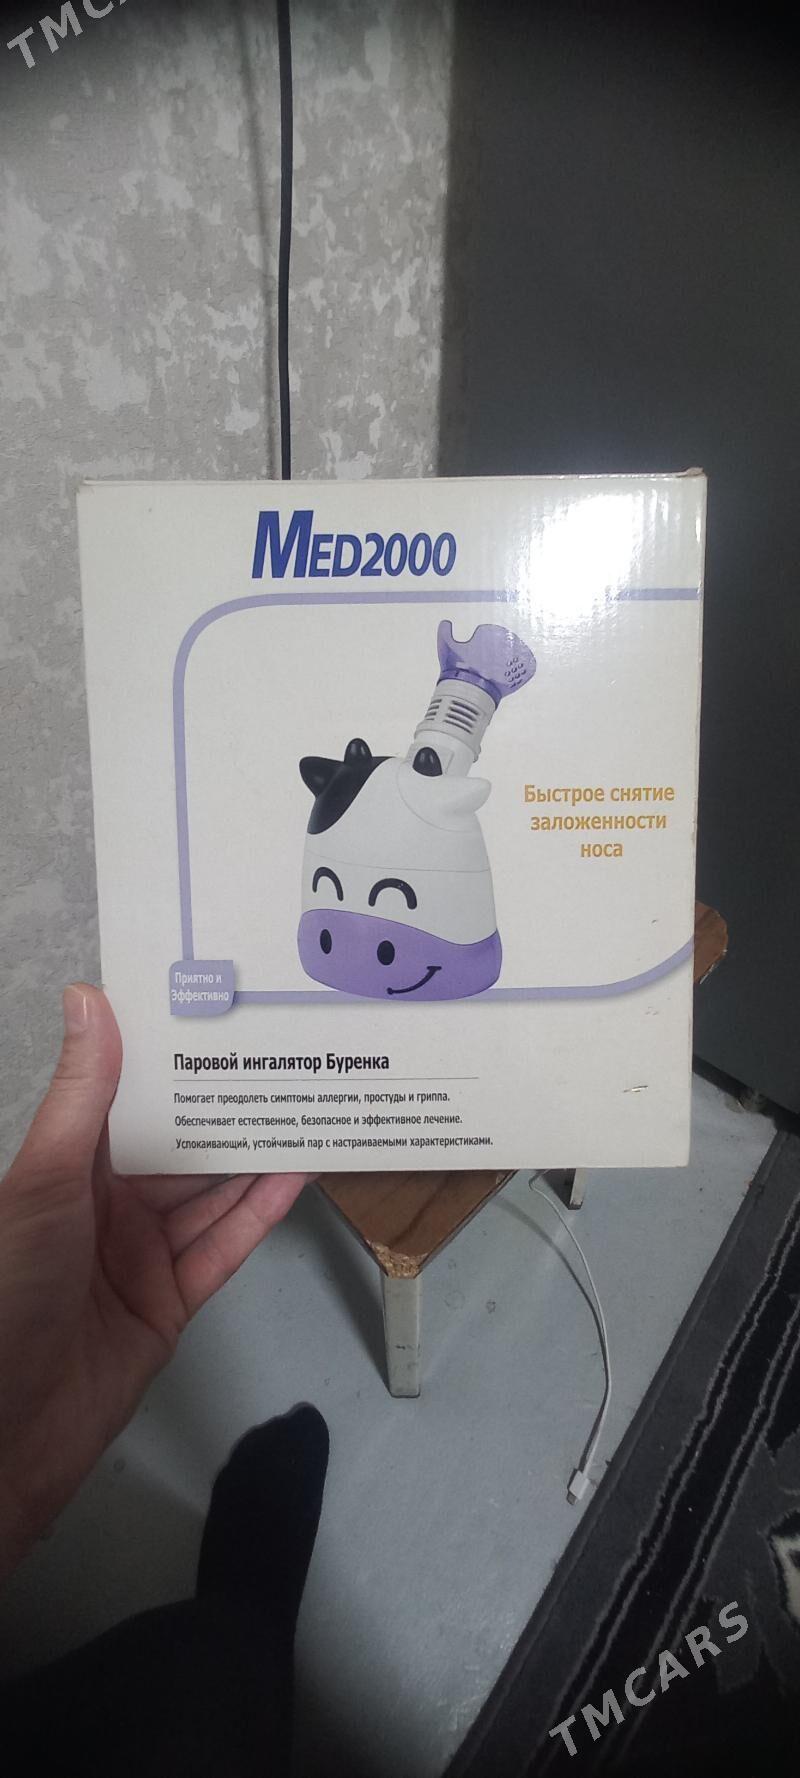 TMCA
MED2000
Быстрое снятие
заложенности
носа
Приятно и
Эффективно
Паровой ингалятор Буренка
Помогает преодолеть симптомы аллергии, простуды и гриппа.
Обеспечивает естественное, безопасное и эффективное лечение.
Успокаивающий, устойчивый пар с настраиваемыми характеристиками.
TMCARS